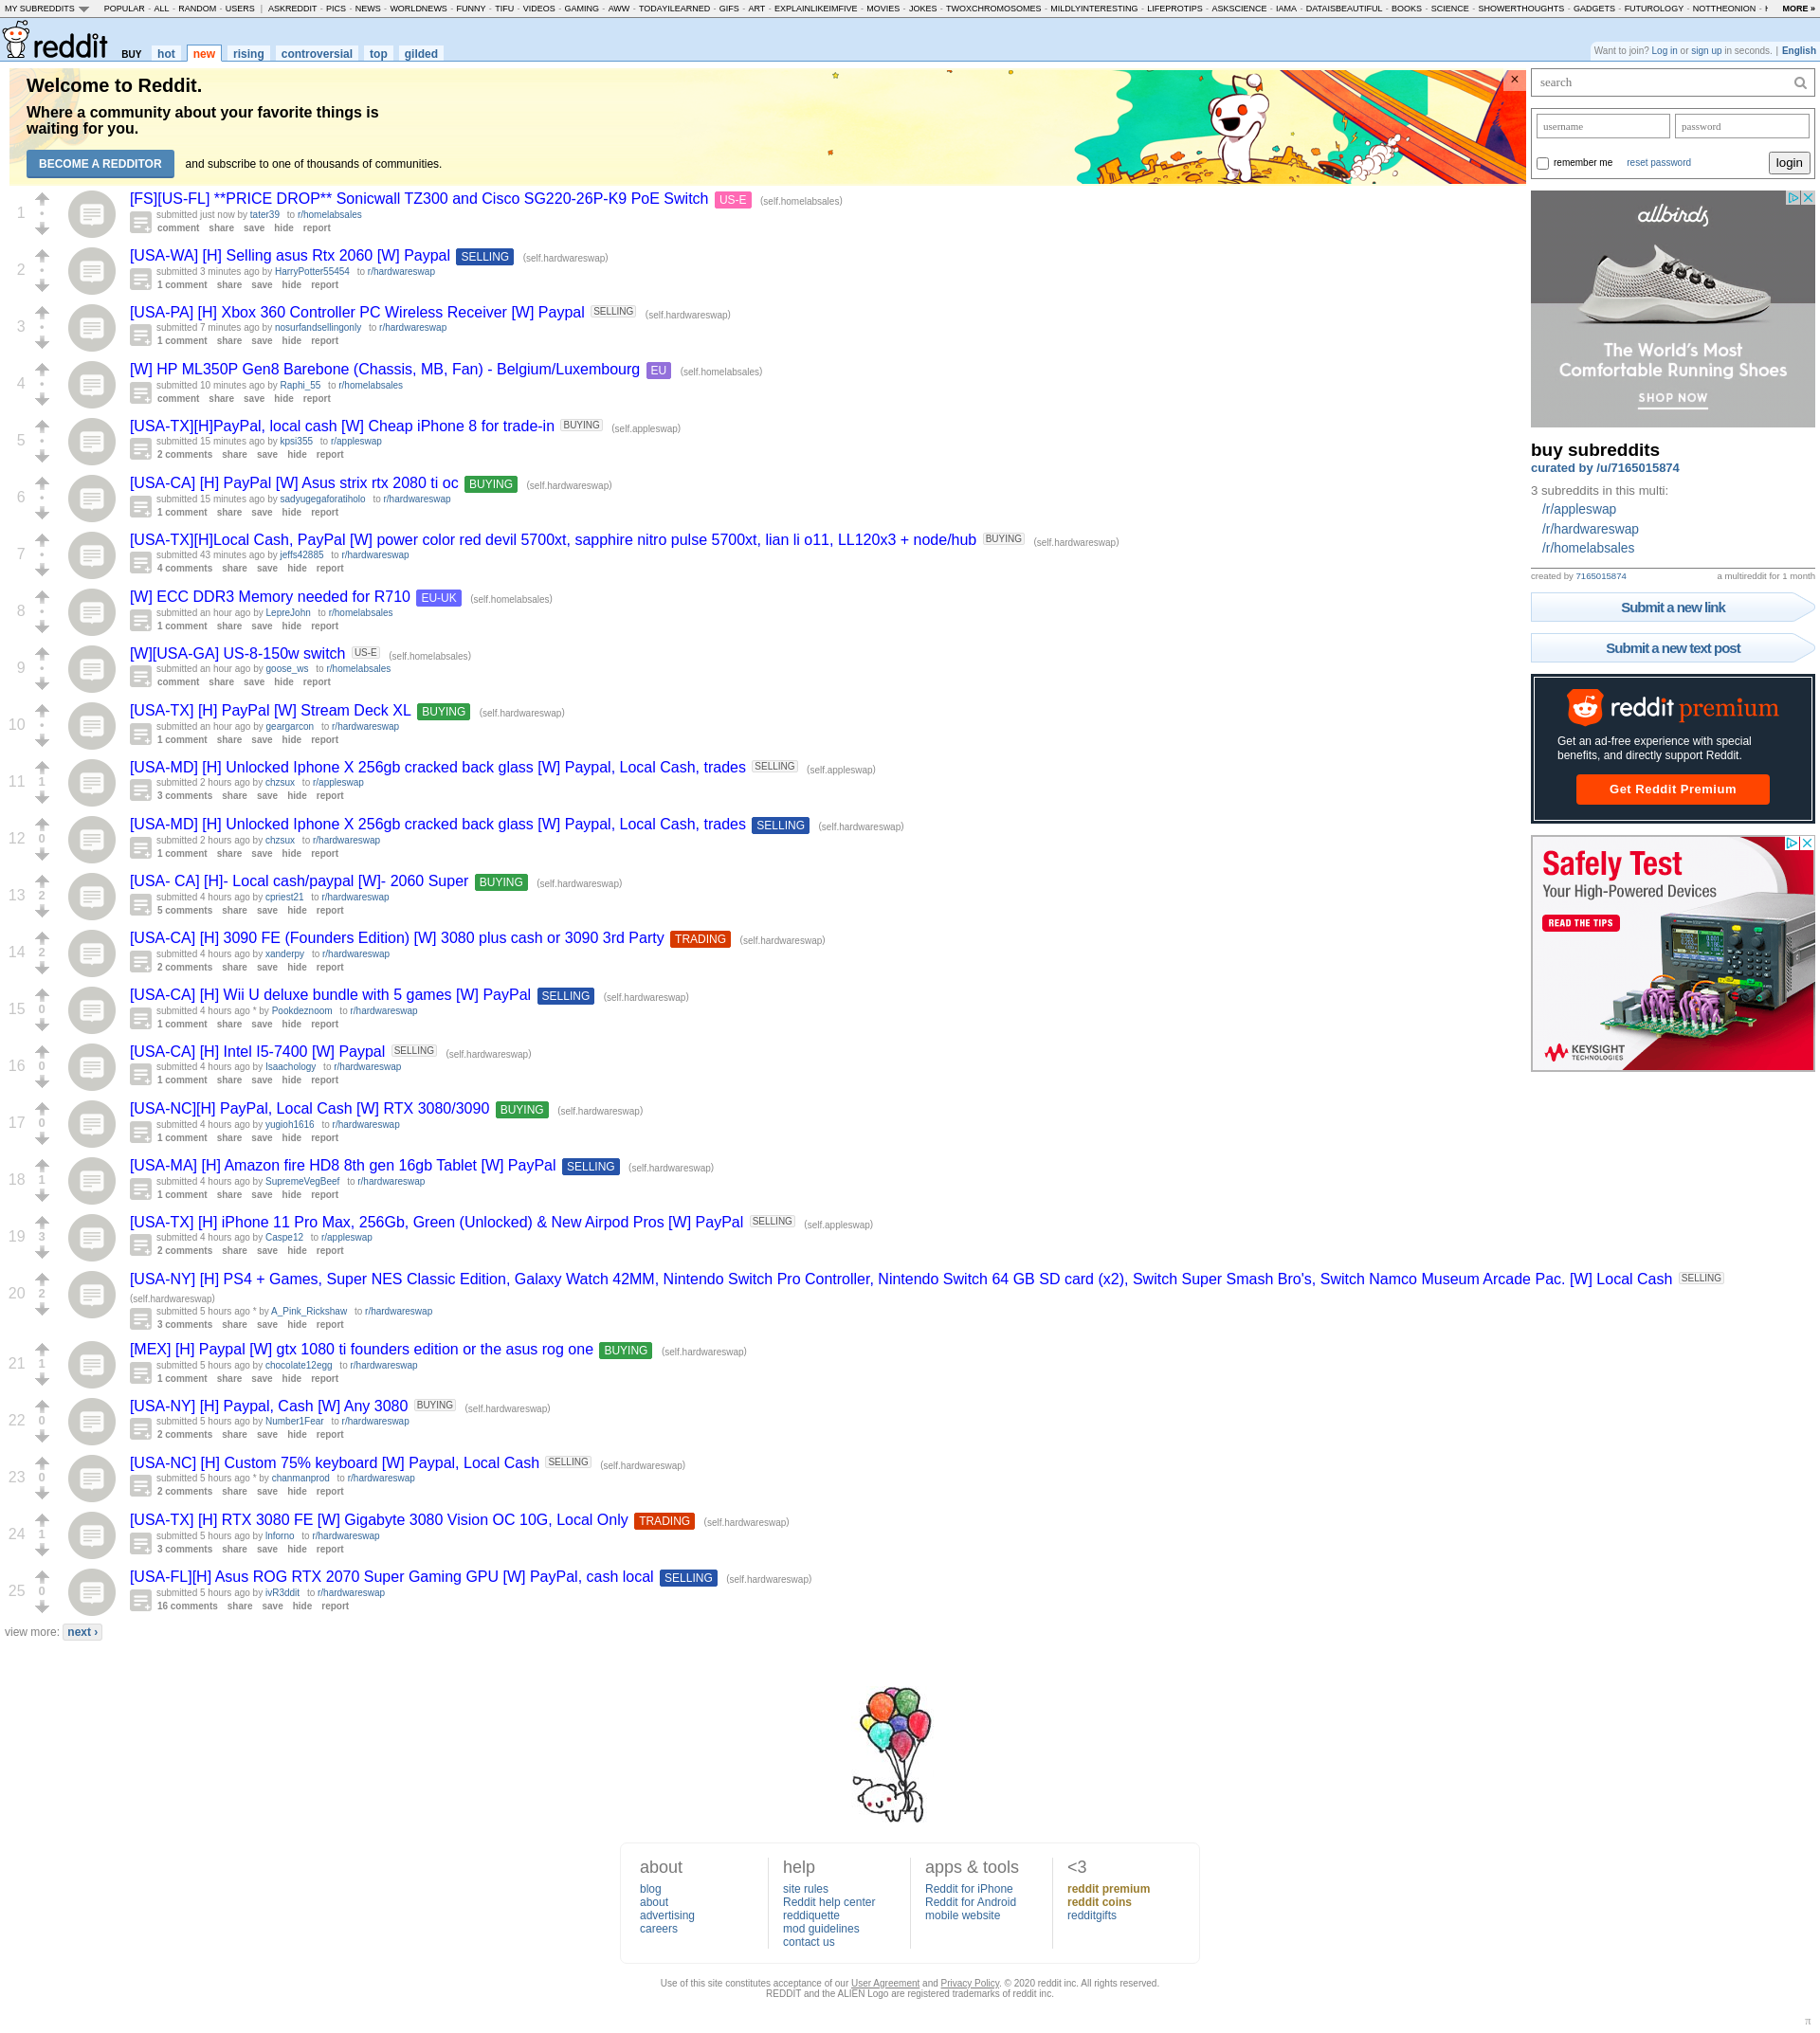 MY SUBREDDITS POPULAR - ALL - RANDOM - USERS | ASKREDDIT - PICS - NEWS - WORLDNEWS - FUNNY - TIFU - VIDEOS - GAMING - AWW - TODAYILEARNED - GIFS - ART - EXPLAINLIKEIMFIVE - MOVIES - JOKES - TWOXCHROMOSOMES - MILDLYINTERESTING - LIFEPROTIPS - ASKSCIENCE - IAMA - DATAISBEAUTIFUL - BOOKS - SCIENCE - SHOWERTHOUGHTS - GADGETS - FUTUROLOGY - NOTTHEONION - MORE »
reddit BUY hot new rising controversial top gilded
Want to join? Log in or sign up in seconds. | English
Welcome to Reddit.
Where a community about your favorite things is
waiting for you.
BECOME A REDDITOR and subscribe to one of thousands of communities.
×
1
[FS][US-FL] **PRICE DROP** Sonicwall TZ300 and Cisco SG220-26P-K9 PoE Switch US-E (self.homelabsales)
submitted just now by tater39 to r/homelabsales
comment share save hide report
2
[USA-WA] [H] Selling asus Rtx 2060 [W] Paypal SELLING (self.hardwareswap)
submitted 3 minutes ago by HarryPotter55454 to r/hardwareswap
1 comment share save hide report
3
[USA-PA] [H] Xbox 360 Controller PC Wireless Receiver [W] Paypal SELLING (self.hardwareswap)
submitted 7 minutes ago by nosurfandsellingonly to r/hardwareswap
1 comment share save hide report
4
[W] HP ML350P Gen8 Barebone (Chassis, MB, Fan) - Belgium/Luxembourg EU (self.homelabsales)
submitted 10 minutes ago by Raphi_55 to r/homelabsales
comment share save hide report
5
[USA-TX][H]PayPal, local cash [W] Cheap iPhone 8 for trade-in BUYING (self.appleswap)
submitted 15 minutes ago by kpsi355 to r/appleswap
2 comments share save hide report
6
[USA-CA] [H] PayPal [W] Asus strix rtx 2080 ti oc BUYING (self.hardwareswap)
submitted 15 minutes ago by sadyugegaforatiholo to r/hardwareswap
1 comment share save hide report
7
[USA-TX][H]Local Cash, PayPal [W] power color red devil 5700xt, sapphire nitro pulse 5700xt, lian li o11, LL120x3 + node/hub BUYING (self.hardwareswap)
submitted 43 minutes ago by jeffs42885 to r/hardwareswap
4 comments share save hide report
8
[W] ECC DDR3 Memory needed for R710 EU-UK (self.homelabsales)
submitted an hour ago by LepreJohn to r/homelabsales
1 comment share save hide report
9
[W][USA-GA] US-8-150w switch US-E (self.homelabsales)
submitted an hour ago by goose_ws to r/homelabsales
comment share save hide report
10
[USA-TX] [H] PayPal [W] Stream Deck XL BUYING (self.hardwareswap)
submitted an hour ago by geargarcon to r/hardwareswap
1 comment share save hide report
11 1
[USA-MD] [H] Unlocked Iphone X 256gb cracked back glass [W] Paypal, Local Cash, trades SELLING (self.appleswap)
submitted 2 hours ago by chzsux to r/appleswap
3 comments share save hide report
12 0
[USA-MD] [H] Unlocked Iphone X 256gb cracked back glass [W] Paypal, Local Cash, trades SELLING (self.hardwareswap)
submitted 2 hours ago by chzsux to r/hardwareswap
1 comment share save hide report
13 2
[USA- CA] [H]- Local cash/paypal [W]- 2060 Super BUYING (self.hardwareswap)
submitted 4 hours ago by cpriest21 to r/hardwareswap
5 comments share save hide report
14 2
[USA-CA] [H] 3090 FE (Founders Edition) [W] 3080 plus cash or 3090 3rd Party TRADING (self.hardwareswap)
submitted 4 hours ago by xanderpy to r/hardwareswap
2 comments share save hide report
15 0
[USA-CA] [H] Wii U deluxe bundle with 5 games [W] PayPal SELLING (self.hardwareswap)
submitted 4 hours ago * by Pookdeznoom to r/hardwareswap
1 comment share save hide report
16 0
[USA-CA] [H] Intel I5-7400 [W] Paypal SELLING (self.hardwareswap)
submitted 4 hours ago by Isaachology to r/hardwareswap
1 comment share save hide report
17 0
[USA-NC][H] PayPal, Local Cash [W] RTX 3080/3090 BUYING (self.hardwareswap)
submitted 4 hours ago by yugioh1616 to r/hardwareswap
1 comment share save hide report
18 1
[USA-MA] [H] Amazon fire HD8 8th gen 16gb Tablet [W] PayPal SELLING (self.hardwareswap)
submitted 4 hours ago by SupremeVegBeef to r/hardwareswap
1 comment share save hide report
19 3
[USA-TX] [H] iPhone 11 Pro Max, 256Gb, Green (Unlocked) & New Airpod Pros [W] PayPal SELLING (self.appleswap)
submitted 4 hours ago by Caspe12 to r/appleswap
2 comments share save hide report
20 2
[USA-NY] [H] PS4 + Games, Super NES Classic Edition, Galaxy Watch 42MM, Nintendo Switch Pro Controller, Nintendo Switch 64 GB SD card (x2), Switch Super Smash Bro's, Switch Namco Museum Arcade Pac. [W] Local Cash SELLING
(self.hardwareswap)
submitted 5 hours ago * by A_Pink_Rickshaw to r/hardwareswap
3 comments share save hide report
21 1
[MEX] [H] Paypal [W] gtx 1080 ti founders edition or the asus rog one BUYING (self.hardwareswap)
submitted 5 hours ago by chocolate12egg to r/hardwareswap
1 comment share save hide report
22 0
[USA-NY] [H] Paypal, Cash [W] Any 3080 BUYING (self.hardwareswap)
submitted 5 hours ago by Number1Fear to r/hardwareswap
2 comments share save hide report
23 0
[USA-NC] [H] Custom 75% keyboard [W] Paypal, Local Cash SELLING (self.hardwareswap)
submitted 5 hours ago * by chanmanprod to r/hardwareswap
2 comments share save hide report
24 1
[USA-TX] [H] RTX 3080 FE [W] Gigabyte 3080 Vision OC 10G, Local Only TRADING (self.hardwareswap)
submitted 5 hours ago by Inforno to r/hardwareswap
3 comments share save hide report
25 0
[USA-FL][H] Asus ROG RTX 2070 Super Gaming GPU [W] PayPal, cash local SELLING (self.hardwareswap)
submitted 5 hours ago by ivR3ddit to r/hardwareswap
16 comments share save hide report
view more: next ›
search
username password
remember me reset password login
allbirds
The World's Most
Comfortable Running Shoes
SHOP NOW
buy subreddits
curated by /u/7165015874
3 subreddits in this multi:
/r/appleswap
/r/hardwareswap
/r/homelabsales
created by 7165015874 a multireddit for 1 month
Submit a new link
Submit a new text post
reddit premium
Get an ad-free experience with special
benefits, and directly support Reddit.
Get Reddit Premium
Safely Test
Your High-Powered Devices
READ THE TIPS
KEYSIGHT
TECHNOLOGIES
about
blog
about
advertising
careers
help
site rules
Reddit help center
reddiquette
mod guidelines
contact us
apps & tools
Reddit for iPhone
Reddit for Android
mobile website
<3
reddit premium
reddit coins
redditgifts
Use of this site constitutes acceptance of our User Agreement and Privacy Policy. © 2020 reddit inc. All rights reserved.
REDDIT and the ALIEN Logo are registered trademarks of reddit inc.
π